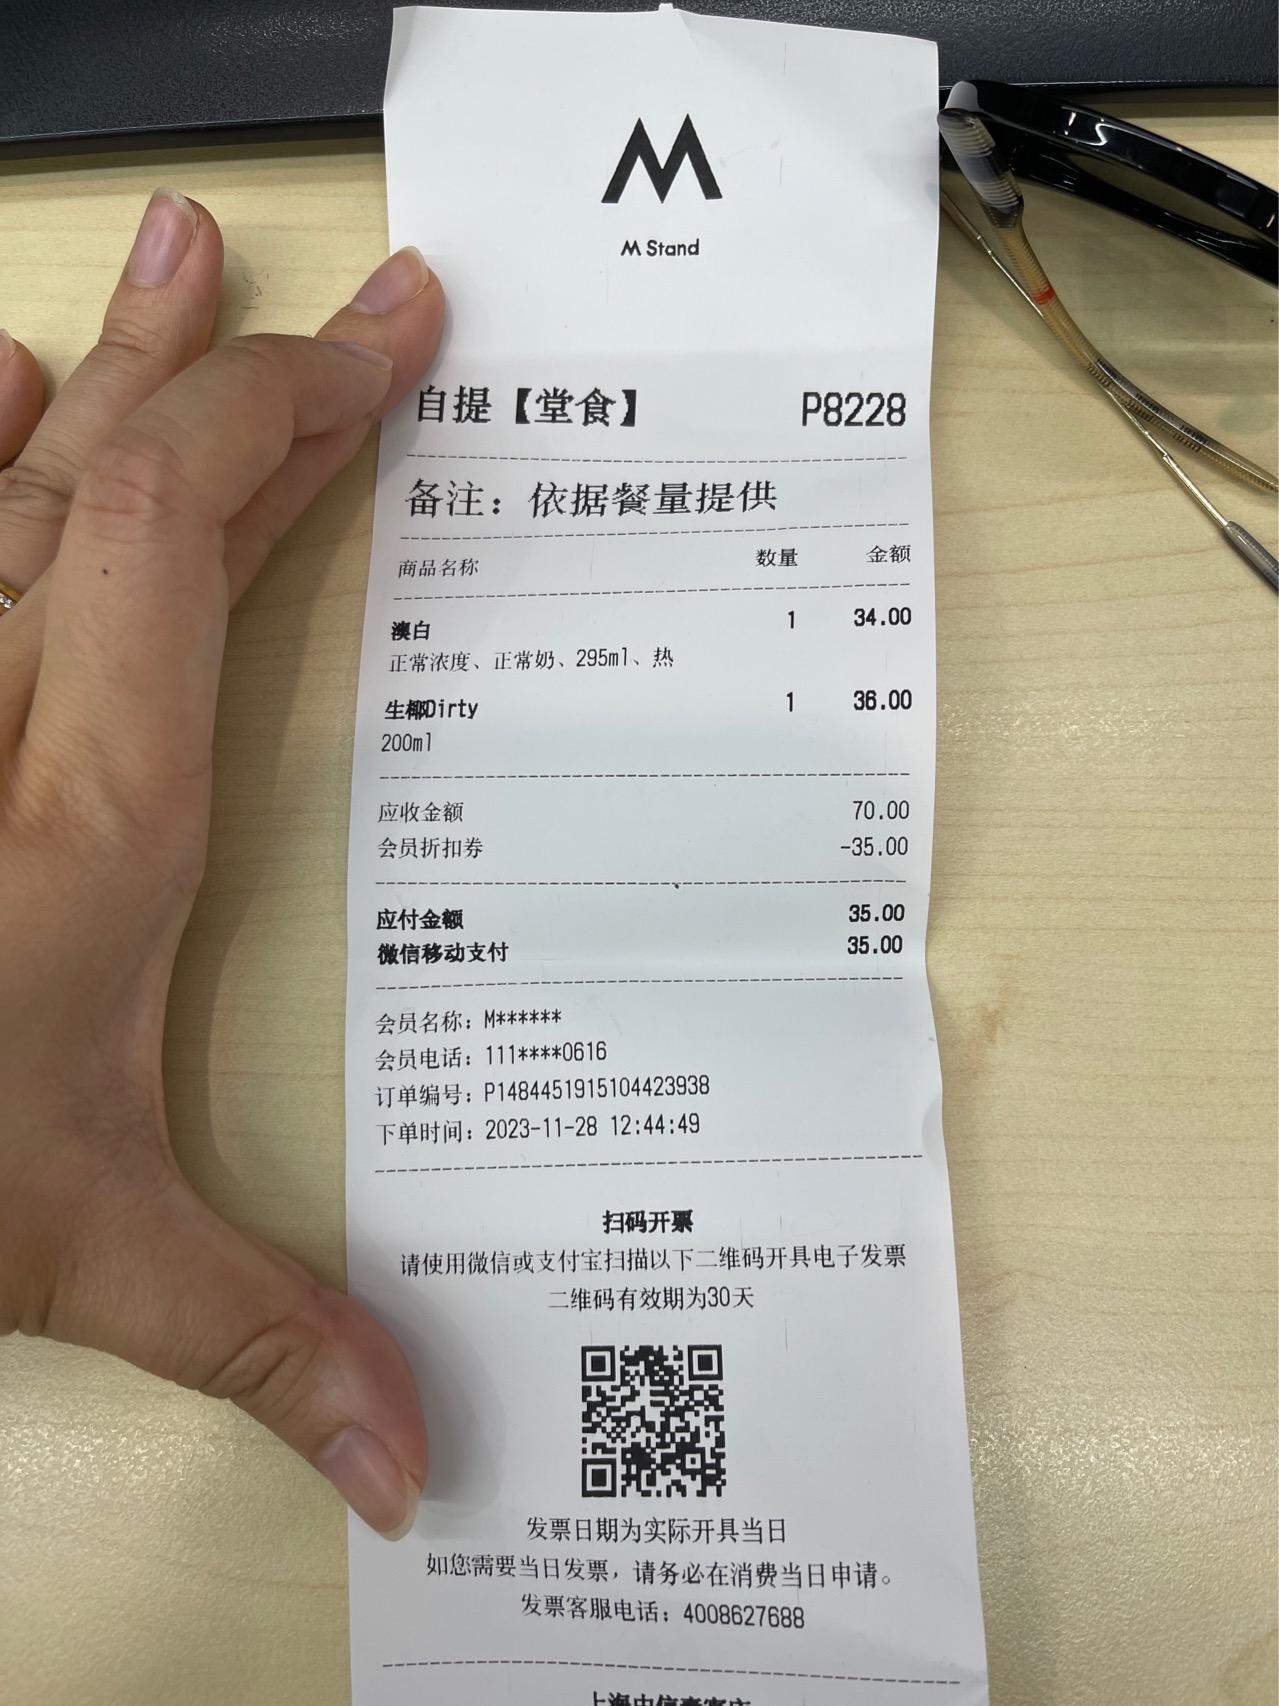 M Stand
自提【堂食】 P8228
备注：依据餐量提供
商品名称 数量 金额
澳白 1 34.00
正常浓度、正常奶、295ml、热
生椰Dirty 1 36.00
200ml
应收金额 70.00
会员折扣券 -35.00
应付金额 35.00
微信移动支付 35.00
会员名称：M******
会员电话：111****0616
订单编号：P1484451915104423938
下单时间：2023-11-28 12:44:49
扫码开票
请使用微信或支付宝扫描以下二维码开具电子发票
二维码有效期为30天
发票日期为实际开具当日
如您需要当日发票，请务必在消费当日申请。
发票客服电话：4008627688
上海中信泰富店